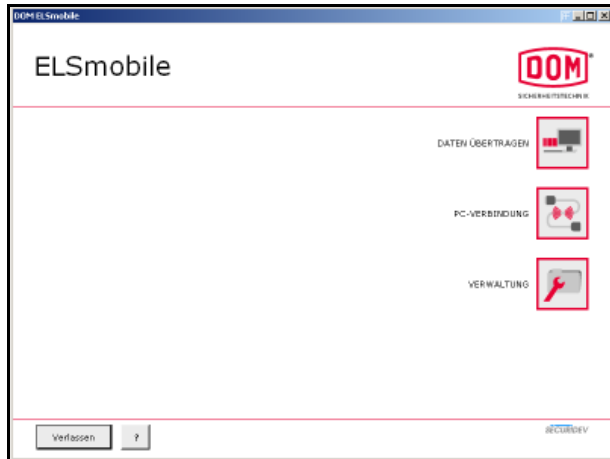 DOM ELSmobile
ELSmobile
DOM
SICHERHEITSTECHNIK
DATEN ÜBERTRAGEN
PC-VERBINDUNG
VERWALTUNG
Verlassen
?
SECURIDEV